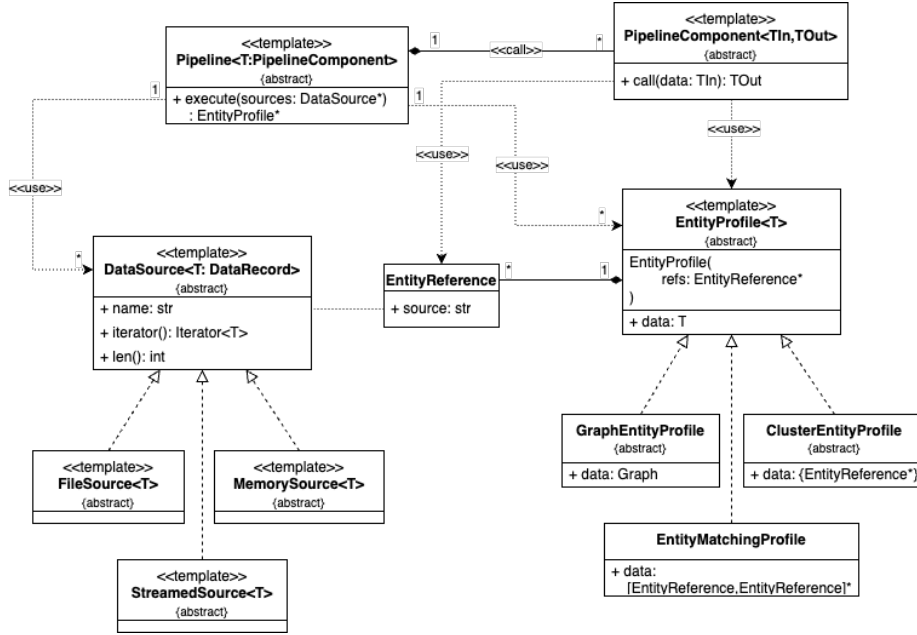 <<template>>
Pipeline<T:PipelineComponent>
{abstract}
+ execute(sources: DataSource*)
: EntityProfile*
1
<<call>>
*
<<template>>
PipelineComponent<TIn,TOut>
{abstract}
+ call(data: TIn): TOut
1
1
<<use>>
<<use>>
<<use>>
<<use>>
*
*
<<template>>
DataSource<T: DataRecord>
{abstract}
+ name: str
+ iterator(): Iterator<T>
+ len(): int
EntityReference
+ source: str
*
1
<<template>>
EntityProfile<T>
{abstract}
EntityProfile(
refs: EntityReference*
)
+ data: T
<<template>>
FileSource<T>
{abstract}
<<template>>
MemorySource<T>
{abstract}
<<template>>
StreamedSource<T>
{abstract}
GraphEntityProfile
{abstract}
+ data: Graph
ClusterEntityProfile
{abstract}
+ data: {EntityReference*}
EntityMatchingProfile
+ data:
[EntityReference,EntityReference]*